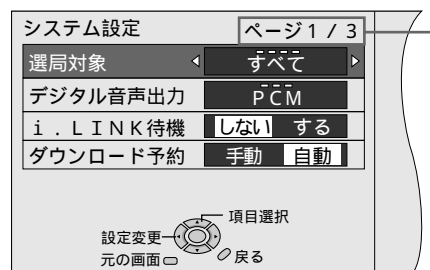 システム設定 ページ1 / 3
選局対象 すべて
デジタル音声出力 PCM
i.LINK待機 しない する
ダウンロード予約 手動 自動
項目選択
設定変更
元の画面 戻る